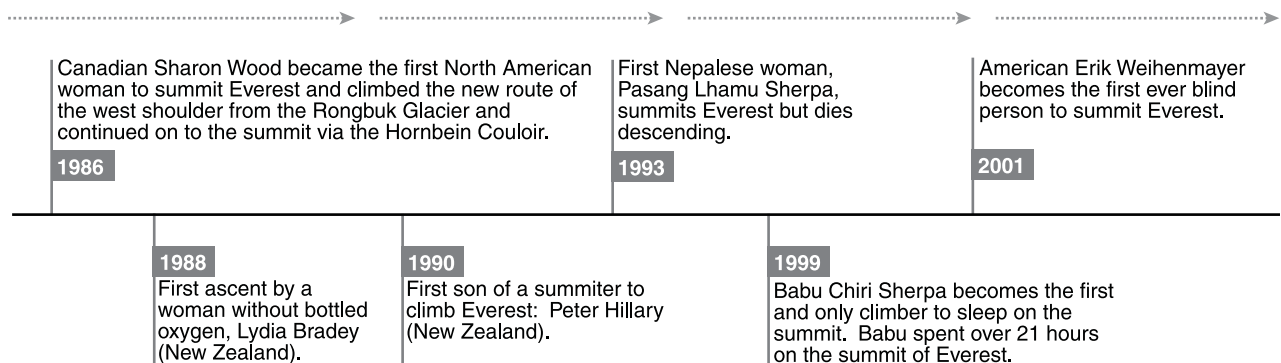 Canadian Sharon Wood became the first North American
woman to summit Everest and climbed the new route of
the west shoulder from the Rongbuk Glacier and
continued on to the summit via the Hornbein Couloir.
1986
First Nepalese woman,
Pasang Lhamu Sherpa,
summits Everest but dies
descending.
1993
American Erik Weihenmayer
becomes the first ever blind
person to summit Everest.
2001
1988
First ascent by a
woman without bottled
oxygen, Lydia Bradey
(New Zealand).
1990
First son of a summiter to
climb Everest:  Peter Hillary
(New Zealand).
1999
Babu Chiri Sherpa becomes the first
and only climber to sleep on the
summit.  Babu spent over 21 hours
on the summit of Everest.